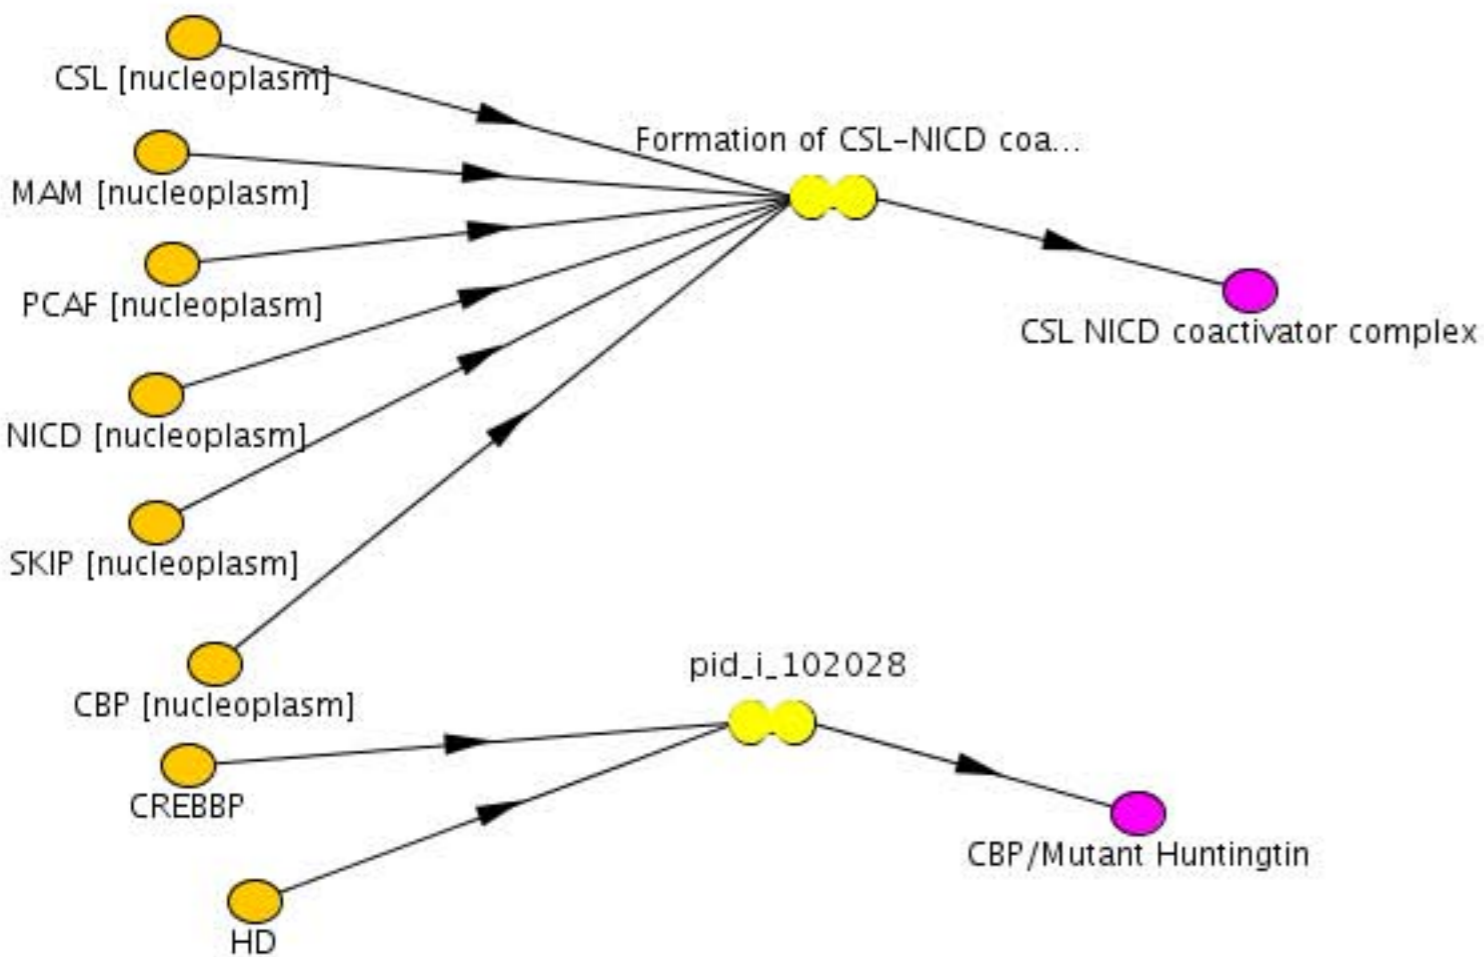 CSL [nucleoplasm]
Formation of CSL-NICD coa...
MAM [nucleoplasm]
PCAF [nucleoplasm]
CSL NICD coactivator complex
NICD [nucleoplasm]
SKIP [nucleoplasm]
pid_i_102028
CBP [nucleoplasm]
CREBBP
CBP/Mutant Huntingtin
HD